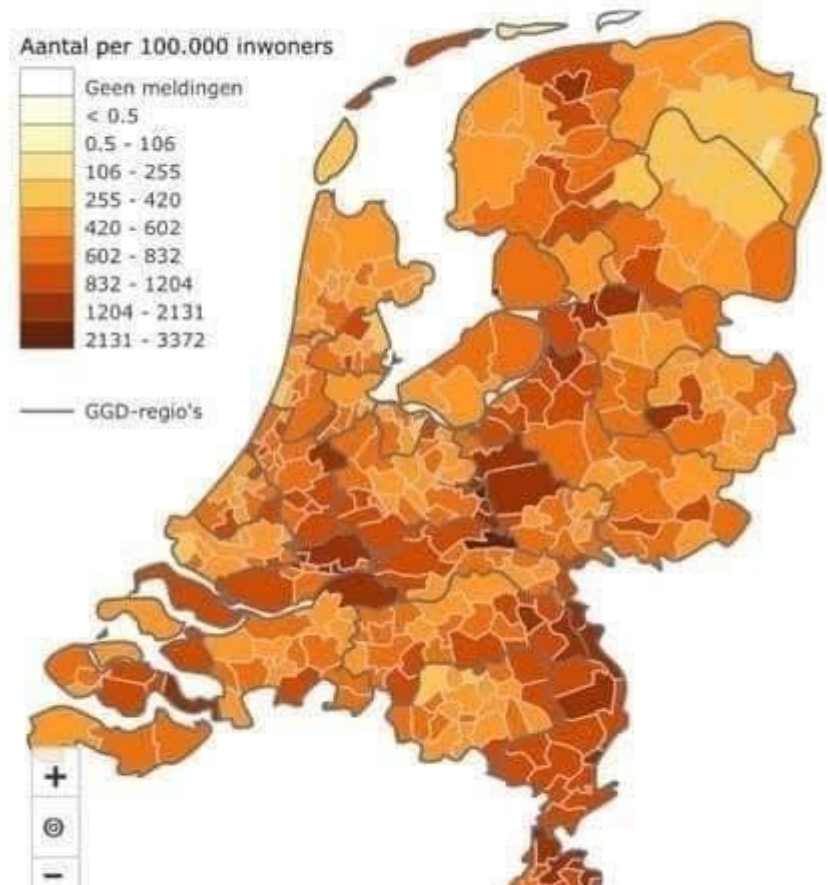 Aantal per 100.000 inwoners
Geen meldingen
< 0.5
0.5 - 106
106 - 255
255 - 420
420 - 602
602 - 832
832 - 1204
1204 - 2131
2131 - 3372
GGD-regio's
+
−